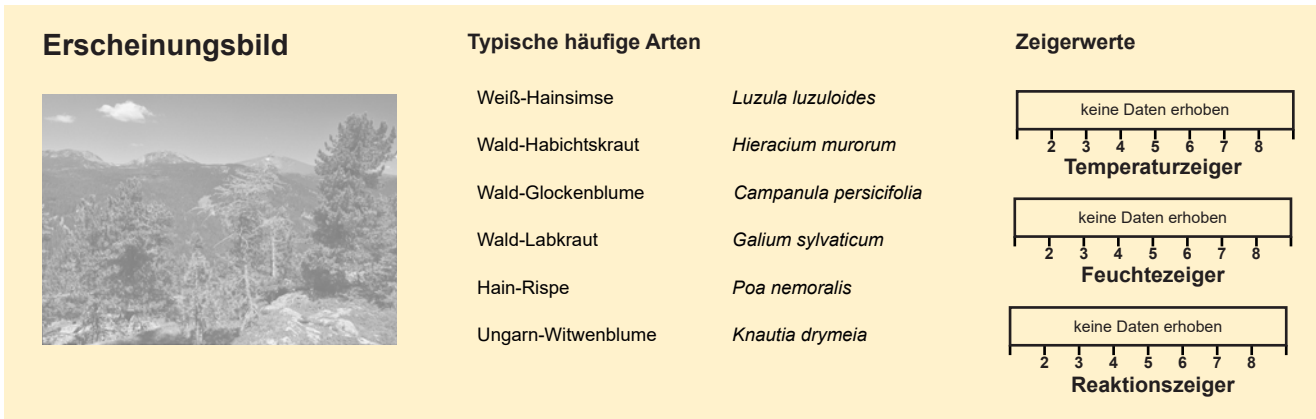 Erscheinungsbild
Typische häufige Arten
Weiß-Hainsimse Luzula luzuloides
Wald-Habichtskraut Hieracium murorum
Wald-Glockenblume Campanula persicifolia
Wald-Labkraut Galium sylvaticum
Hain-Rispe Poa nemoralis
Ungarn-Witwenblume Knautia drymeia
Zeigerwerte
keine Daten erhoben
2 3 4 5 6 7 8
Temperaturzeiger
keine Daten erhoben
2 3 4 5 6 7 8
Feuchtezeiger
keine Daten erhoben
2 3 4 5 6 7 8
Reaktionszeiger